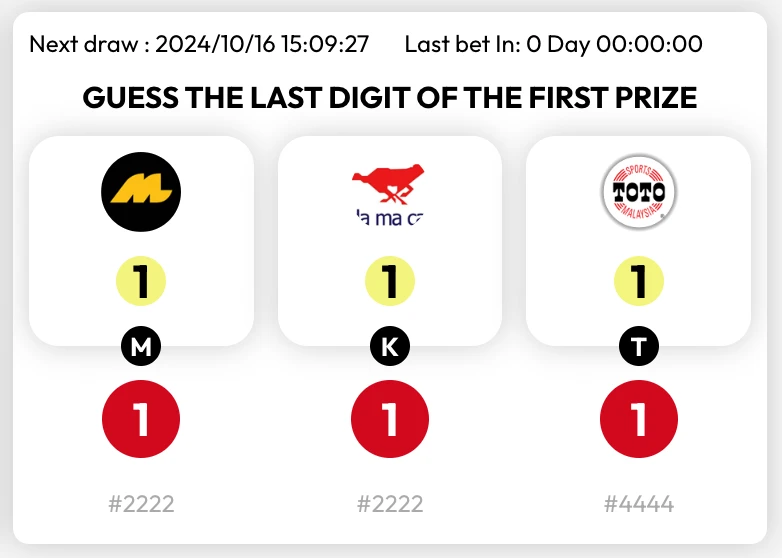 Next draw : 2024/10/16 15:09:27 Last bet In: 0 Day 00:00:00
GUESS THE LAST DIGIT OF THE FIRST PRIZE
M
da ma ca
SPORTS
TOTO
MALAYSIA
1 1 1
M K T
1 1 1
#2222 #2222 #4444